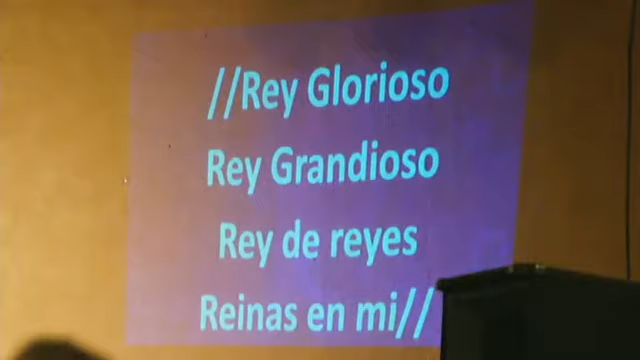 //Rey Glorioso
Rey Grandioso
Rey de reyes
Reinas en mi//